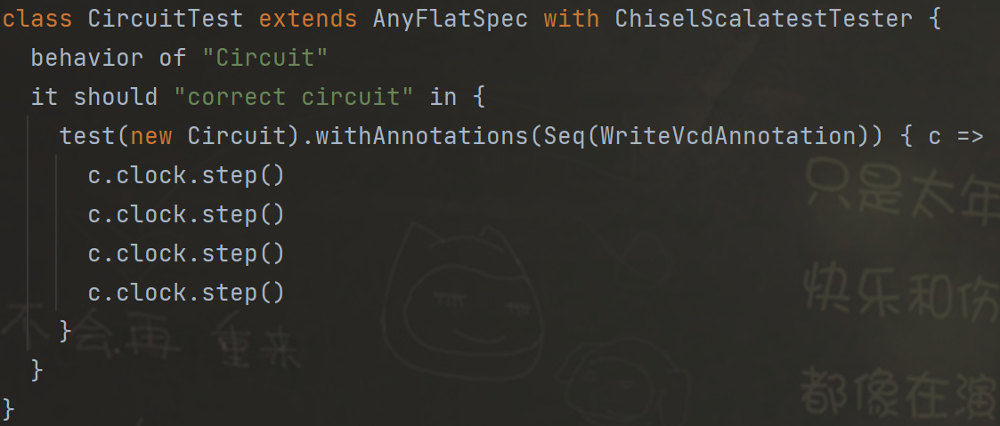 class CircuitTest extends AnyFlatSpec with ChiselScalatestTester {
  behavior of "Circuit"
  it should "correct circuit" in {
    test(new Circuit).withAnnotations(Seq(WriteVcdAnnotation)) { c =>
      c.clock.step()
      c.clock.step()
      c.clock.step()
      c.clock.step()
    }
  }
}
只是太年
快乐和伤
都像在演
不会再 重来